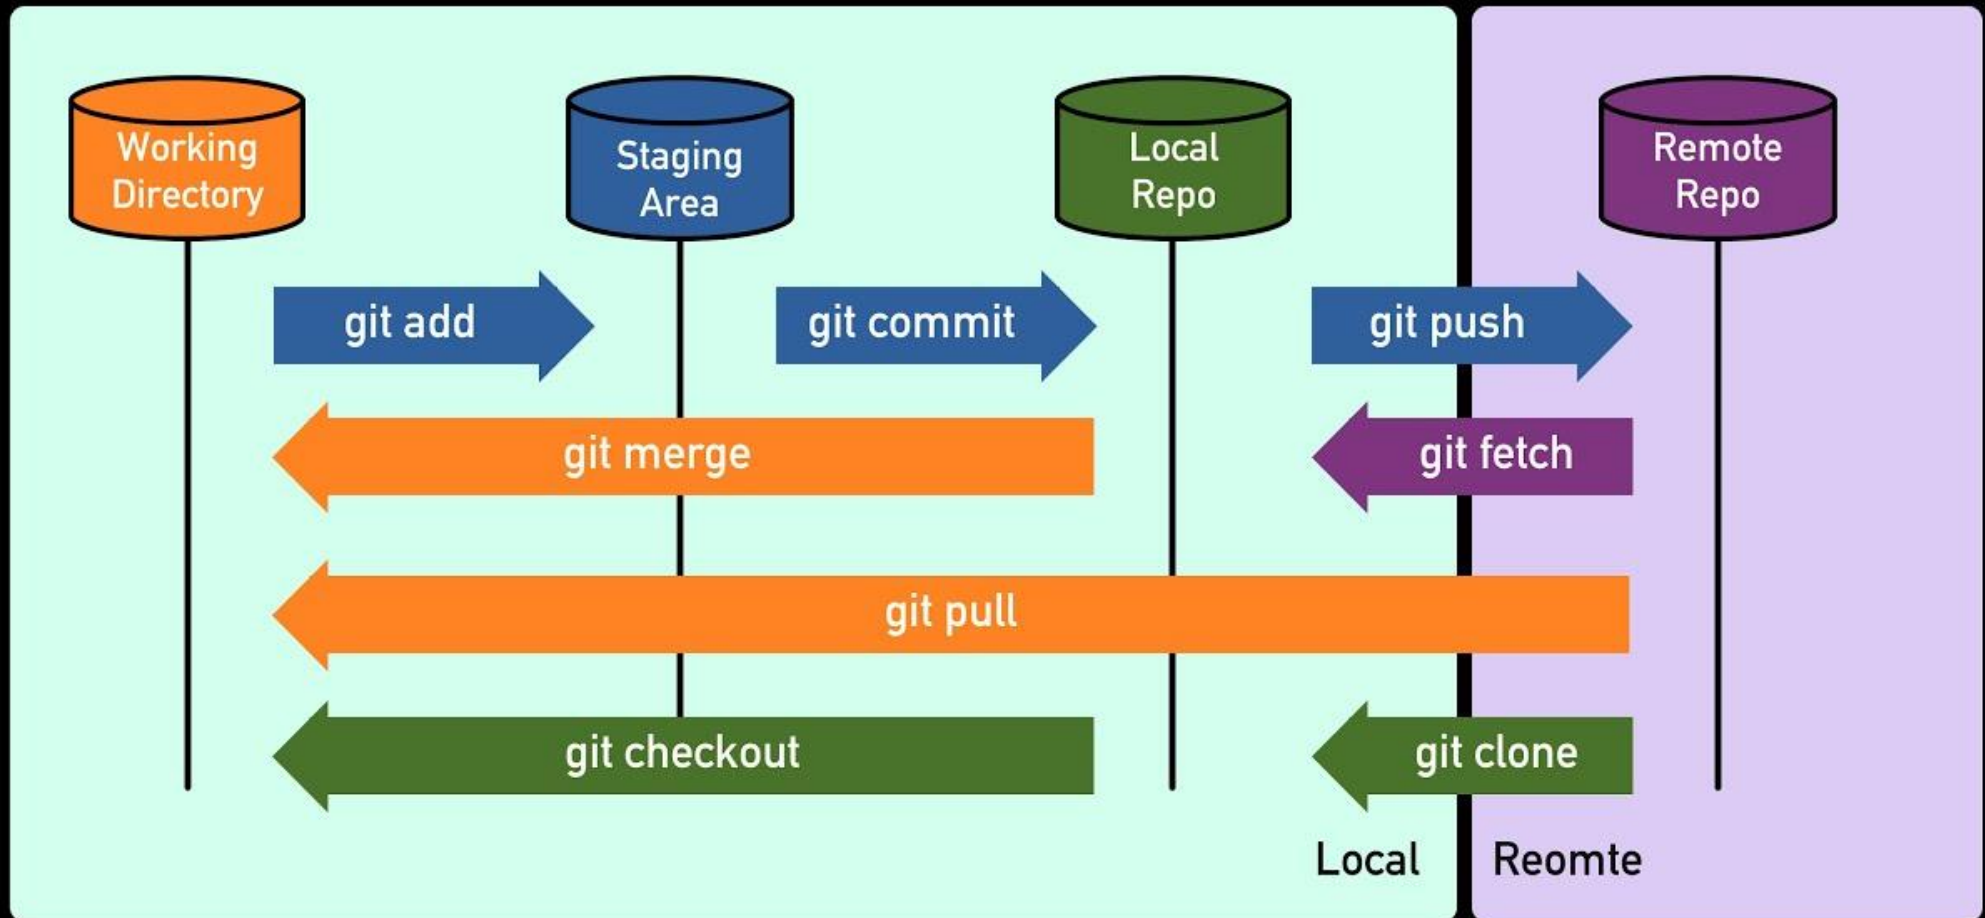 Working
Directory
Staging
Area
Local
Repo
Remote
Repo
git add
git commit
git push
git merge
git fetch
git pull
git checkout
git clone
Local
Reomte